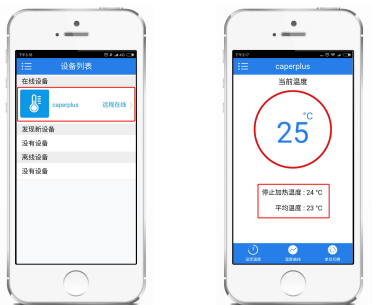 设备列表
在线设备
caperplus
远程在线
发现新设备
没有设备
离线设备
没有设备
caperplus
当前温度
25
°C
停止加热温度 : 24 °C
平均温度 : 23 °C